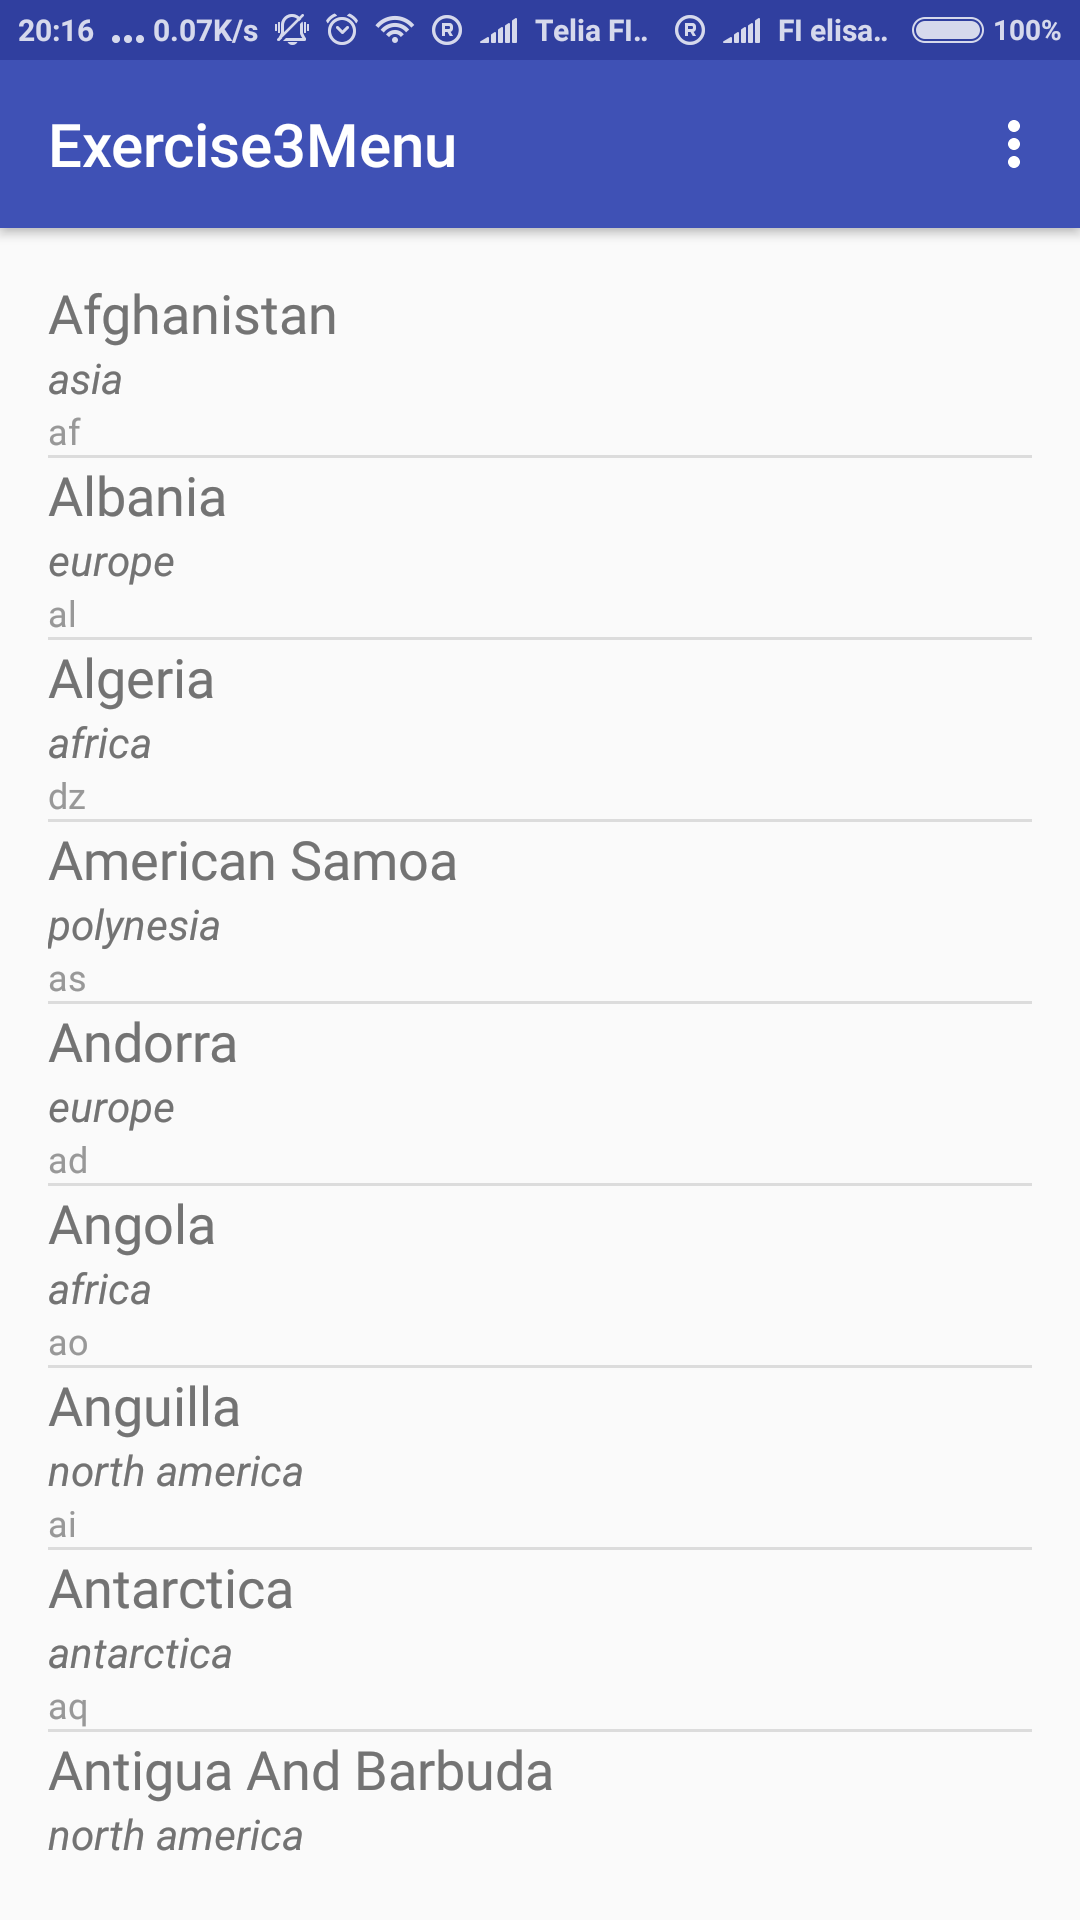 20:16 ... 0.07K/s R Telia FI.. R FI elisa.. 100%
Exercise3Menu
Afghanistan
asia
af
Albania
europe
al
Algeria
africa
dz
American Samoa
polynesia
as
Andorra
europe
ad
Angola
africa
ao
Anguilla
north america
ai
Antarctica
antarctica
aq
Antigua And Barbuda
north america